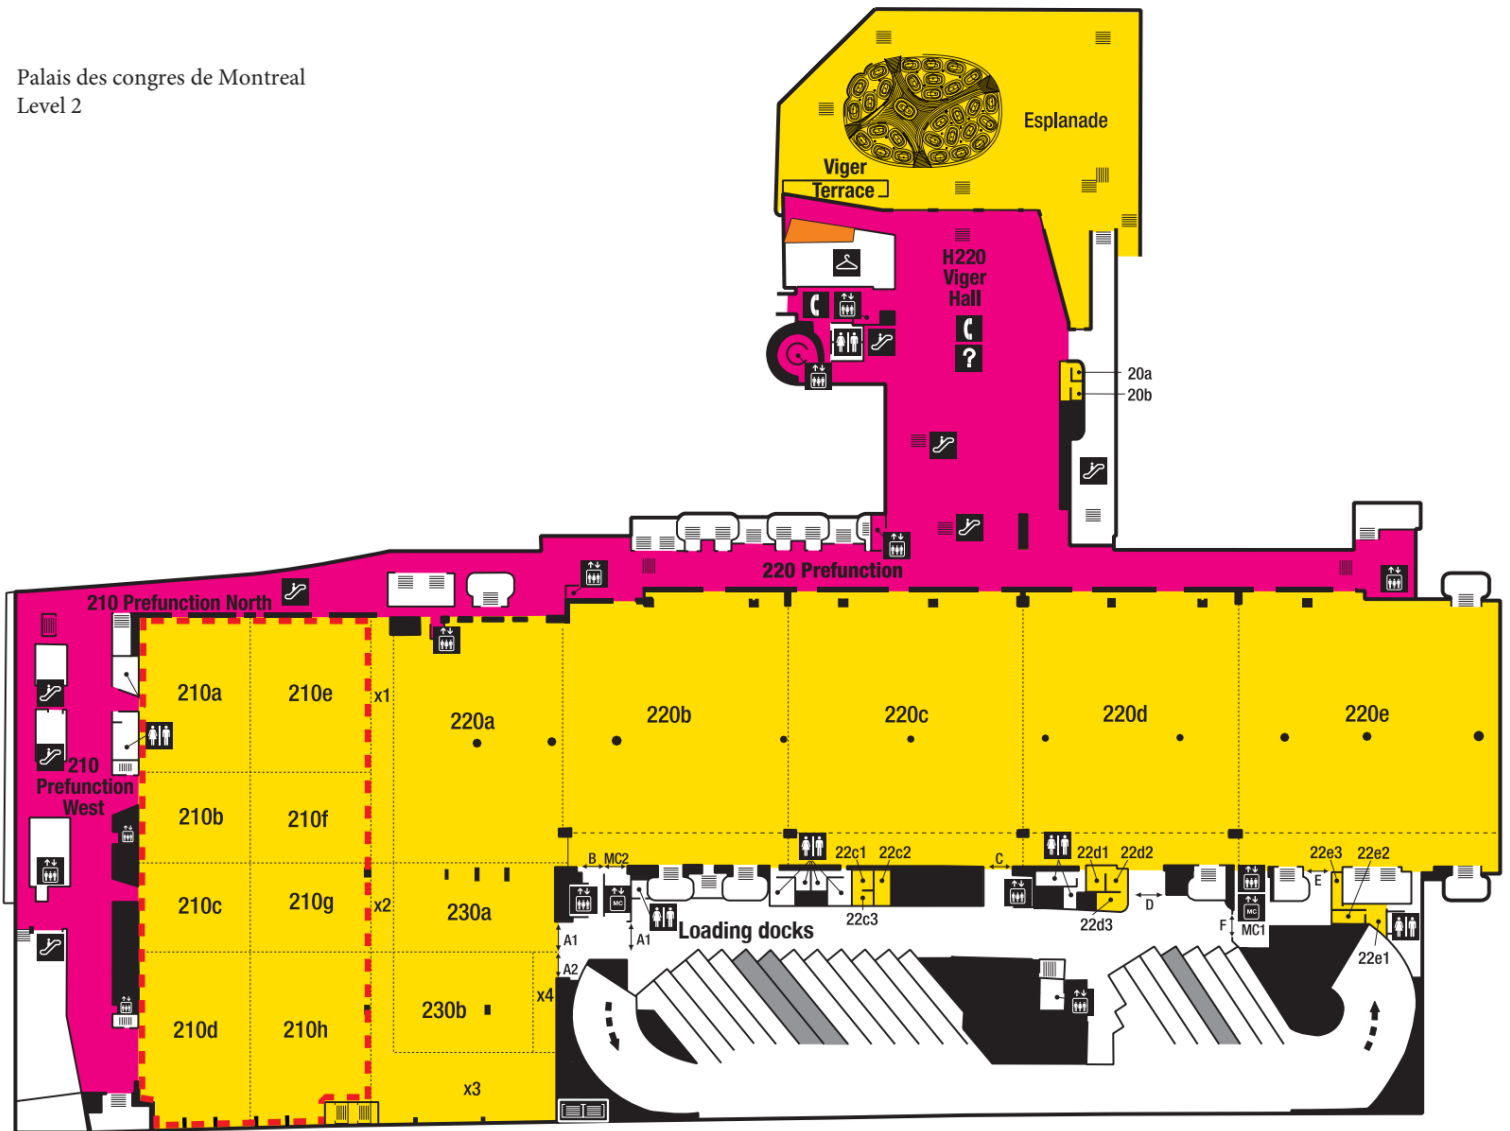 Palais des congres de Montreal
Level 2
Esplanade
Viger
Terrace
H220
Viger
Hall
?
20a
20b
220 Prefunction
210 Prefunction North
210a
210e
x1
220a
220b
220c
220d
220e
210
Prefunction
West
210b
210f
B
MC2
22c1
22c2
C
22d1
22d2
22e3
22e2
E
210c
210g
x2
230a
MC
22c3
22d3
D
MC
F
MC1
Loading docks
A1
A1
A2
22e1
210d
210h
230b
x4
x3